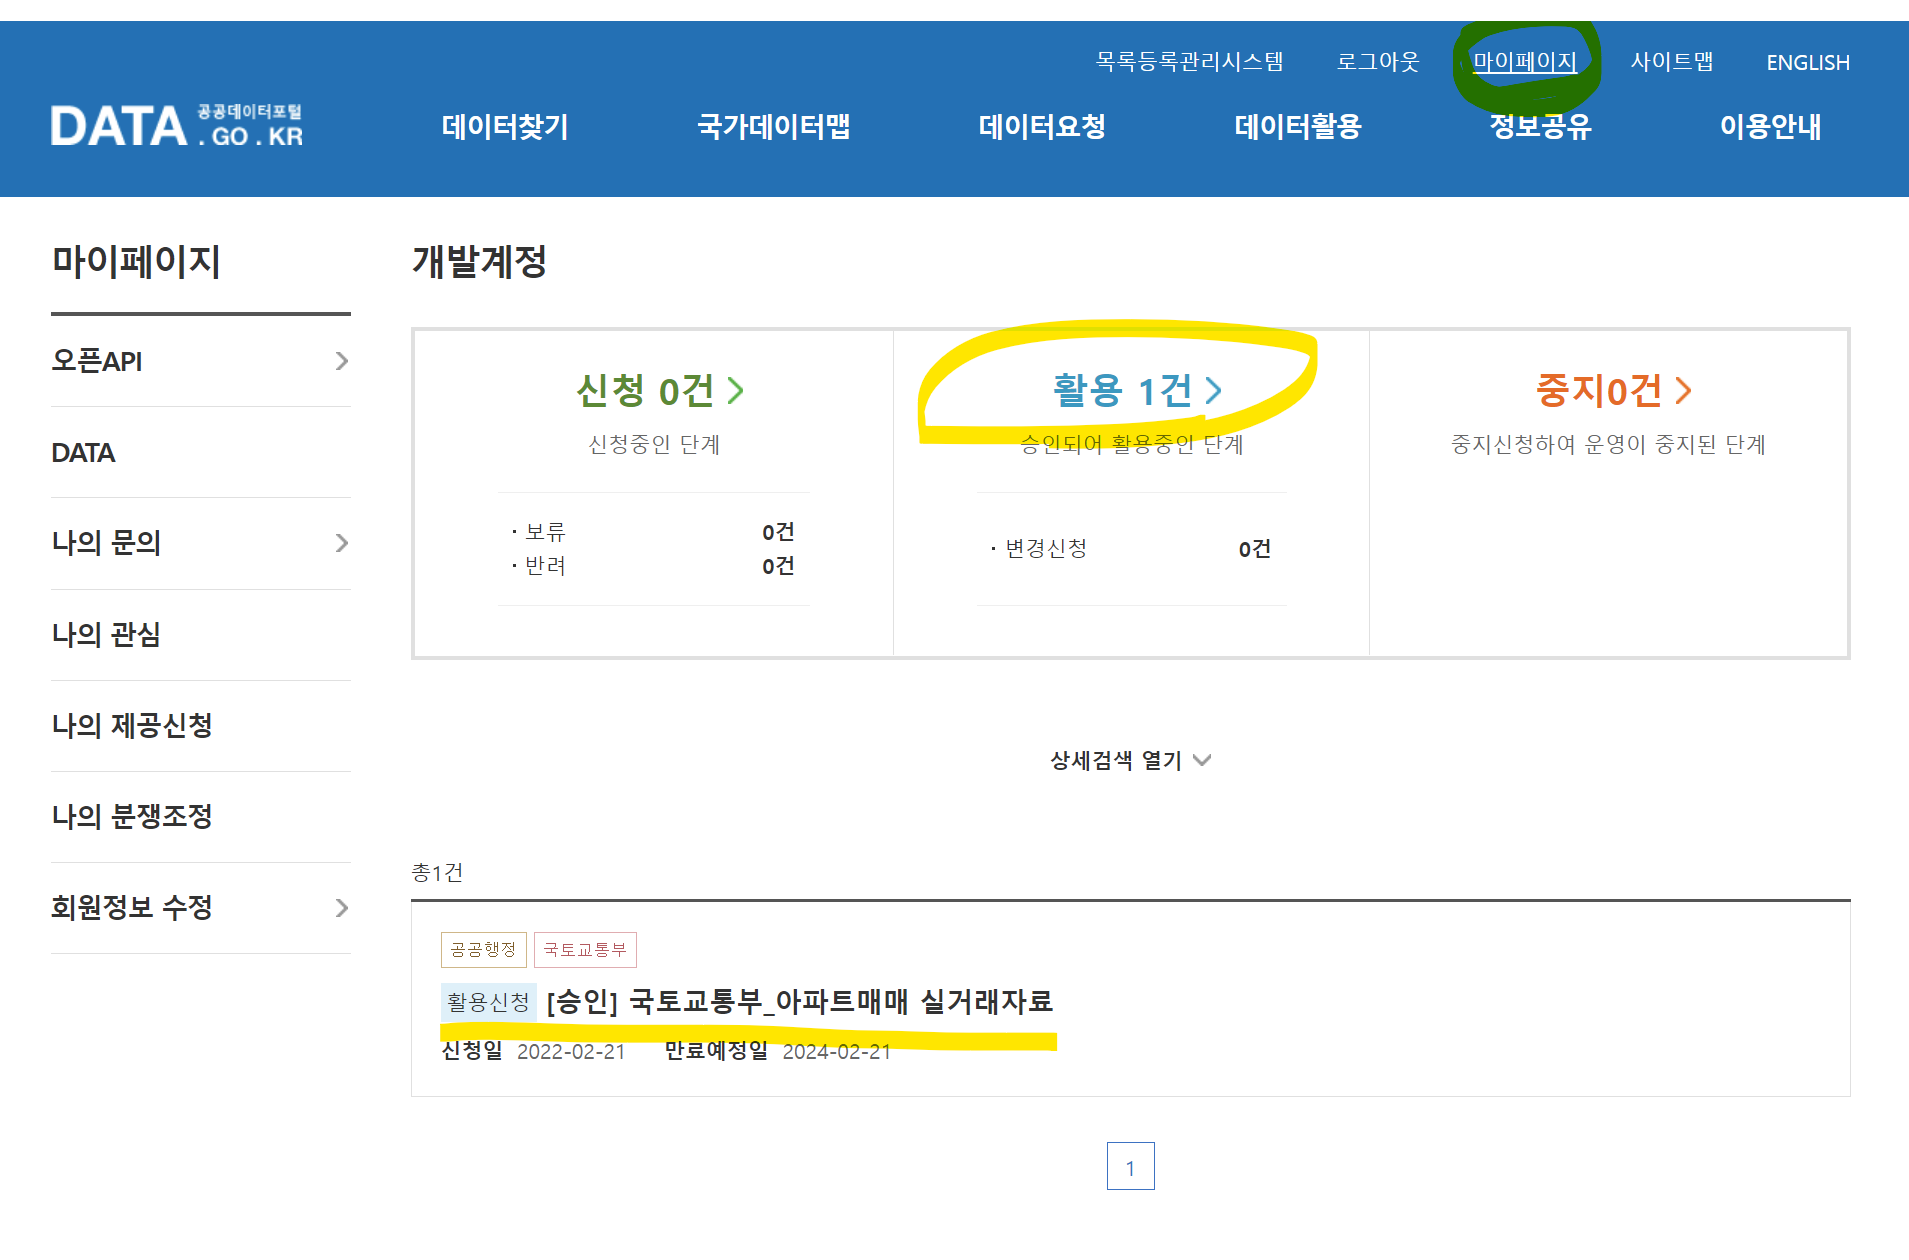 목록등록관리시스템 로그아웃 마이페이지 사이트맵 ENGLISH
DATA 공공데이터포털
.GO.KR
데이터찾기 국가데이터맵 데이터요청 데이터활용 정보공유 이용안내
마이페이지
오픈API
DATA
나의 문의
나의 관심
나의 제공신청
나의 분쟁조정
회원정보 수정
개발계정
신청 0건
신청중인 단계
· 보류 0건
· 반려 0건
활용 1건
승인되어 활용중인 단계
· 변경신청 0건
중지0건
중지신청하여 운영이 중지된 단계
상세검색 열기
총1건
공공행정 국토교통부
활용신청 [승인] 국토교통부_아파트매매 실거래자료
신청일 2022-02-21 만료예정일 2024-02-21
1